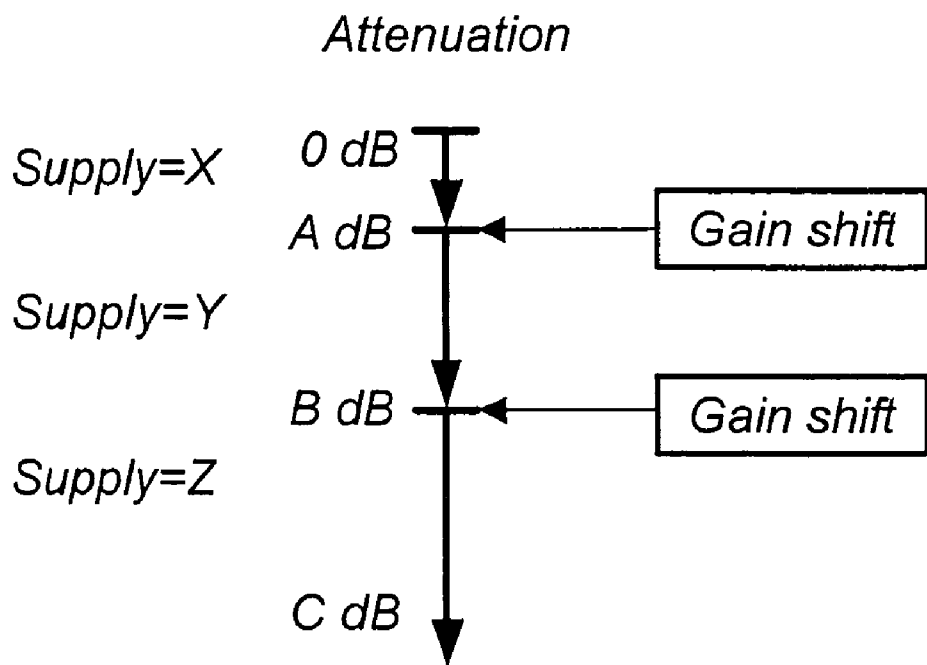 Attenuation
0 dB
Supply=X
A dB
Gain shift
Supply=Y
B dB
Gain shift
Supply=Z
C dB